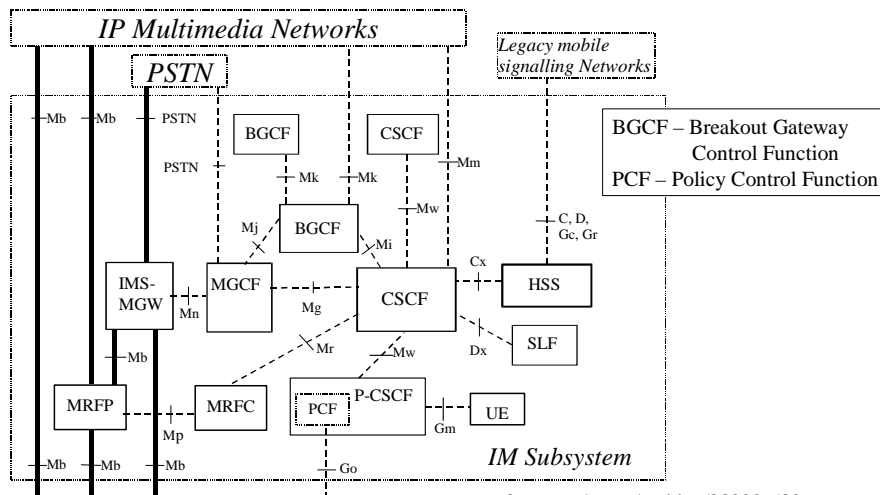 IP Multimedia Networks
Legacy mobile
signalling Networks
PSTN
Mb
Mb
PSTN
BGCF
CSCF
BGCF – Breakout Gateway
Control Function
PCF – Policy Control Function
PSTN
Mm
Mk
Mk
Mw
C, D,
Gc, Gr
BGCF
Mj
Mi
Cx
IMS-
MGW
MGCF
CSCF
HSS
Mn
Mg
Mr
Dx
SLF
Mb
Mw
MRFP
MRFC
PCF
P-CSCF
UE
Mp
Gm
IM Subsystem
Mb
Mb
Mb
Go